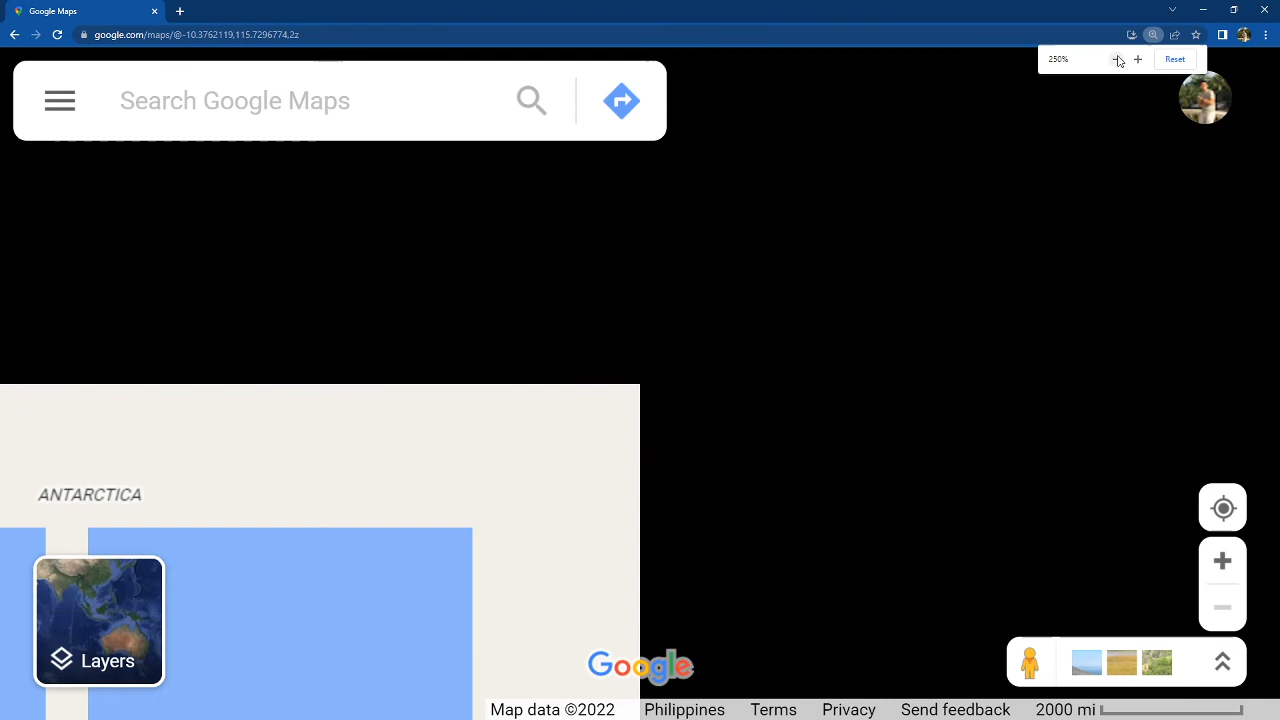 Google Maps
google.com/maps/@-10.3762119,115.7296774,2z
250%
Reset
Search Google Maps
ANTARCTICA
Layers
Google
Map data ©2022 Philippines Terms Privacy Send feedback 2000 mi